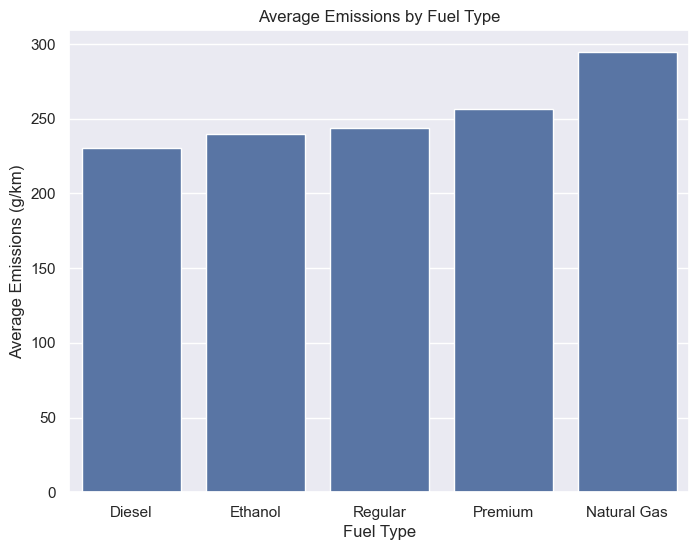 Average Emissions by Fuel Type
Average Emissions (g/km)
300
250
200
150
100
50
0
Diesel Ethanol Regular Premium Natural Gas
Fuel Type